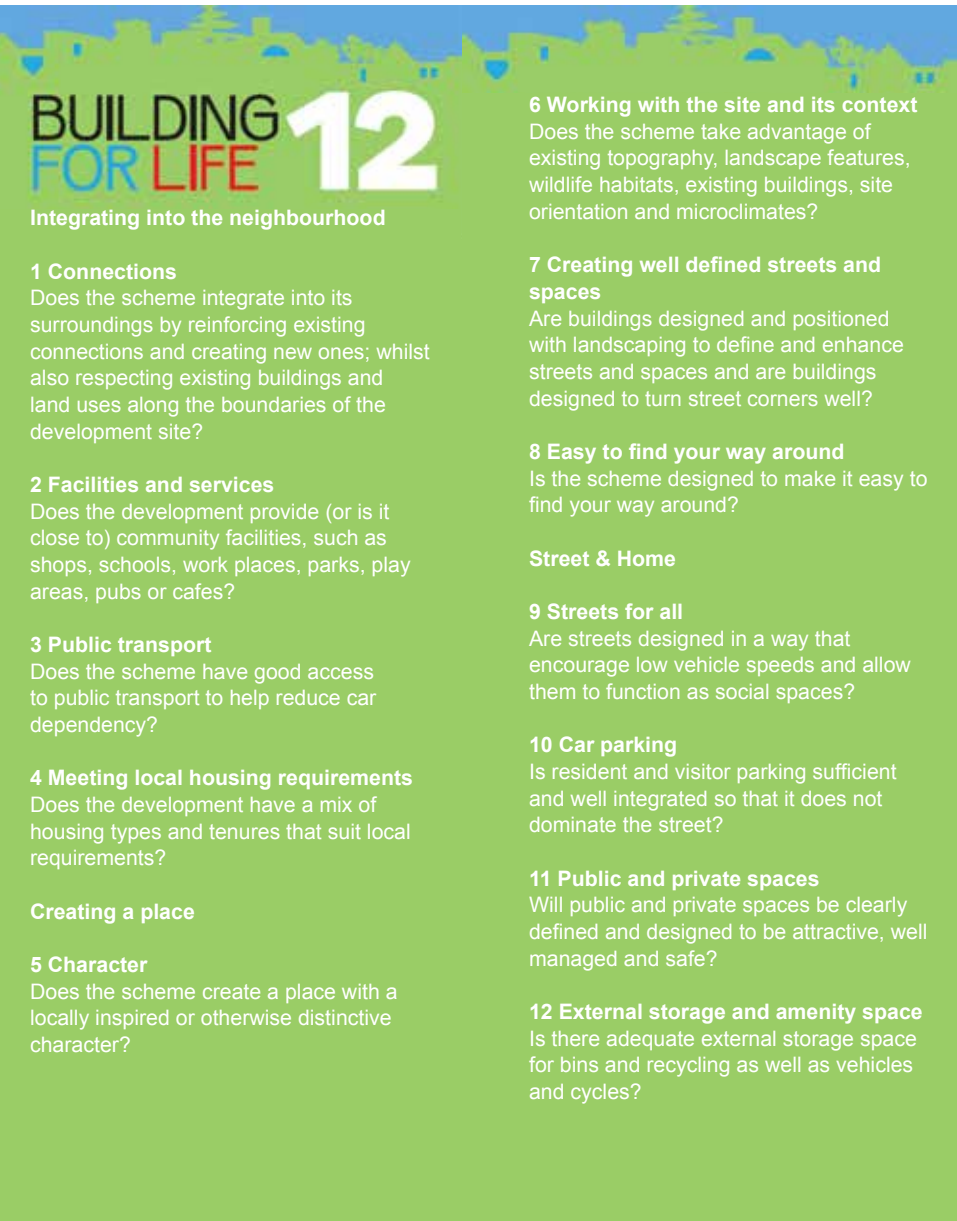 BUILDING 12
FOR LIFE
Integrating into the neighbourhood
1 Connections
Does the scheme integrate into its
surroundings by reinforcing existing
connections and creating new ones; whilst
also respecting existing buildings and
land uses along the boundaries of the
development site?
2 Facilities and services
Does the development provide (or is it
close to) community facilities, such as
shops, schools, work places, parks, play
areas, pubs or cafes?
3 Public transport
Does the scheme have good access
to public transport to help reduce car
dependency?
4 Meeting local housing requirements
Does the development have a mix of
housing types and tenures that suit local
requirements?
Creating a place
5 Character
Does the scheme create a place with a
locally inspired or otherwise distinctive
character?
6 Working with the site and its context
Does the scheme take advantage of
existing topography, landscape features,
wildlife habitats, existing buildings, site
orientation and microclimates?
7 Creating well defined streets and
spaces
Are buildings designed and positioned
with landscaping to define and enhance
streets and spaces and are buildings
designed to turn street corners well?
8 Easy to find your way around
Is the scheme designed to make it easy to
find your way around?
Street & Home
9 Streets for all
Are streets designed in a way that
encourage low vehicle speeds and allow
them to function as social spaces?
10 Car parking
Is resident and visitor parking sufficient
and well integrated so that it does not
dominate the street?
11 Public and private spaces
Will public and private spaces be clearly
defined and designed to be attractive, well
managed and safe?
12 External storage and amenity space
Is there adequate external storage space
for bins and recycling as well as vehicles
and cycles?